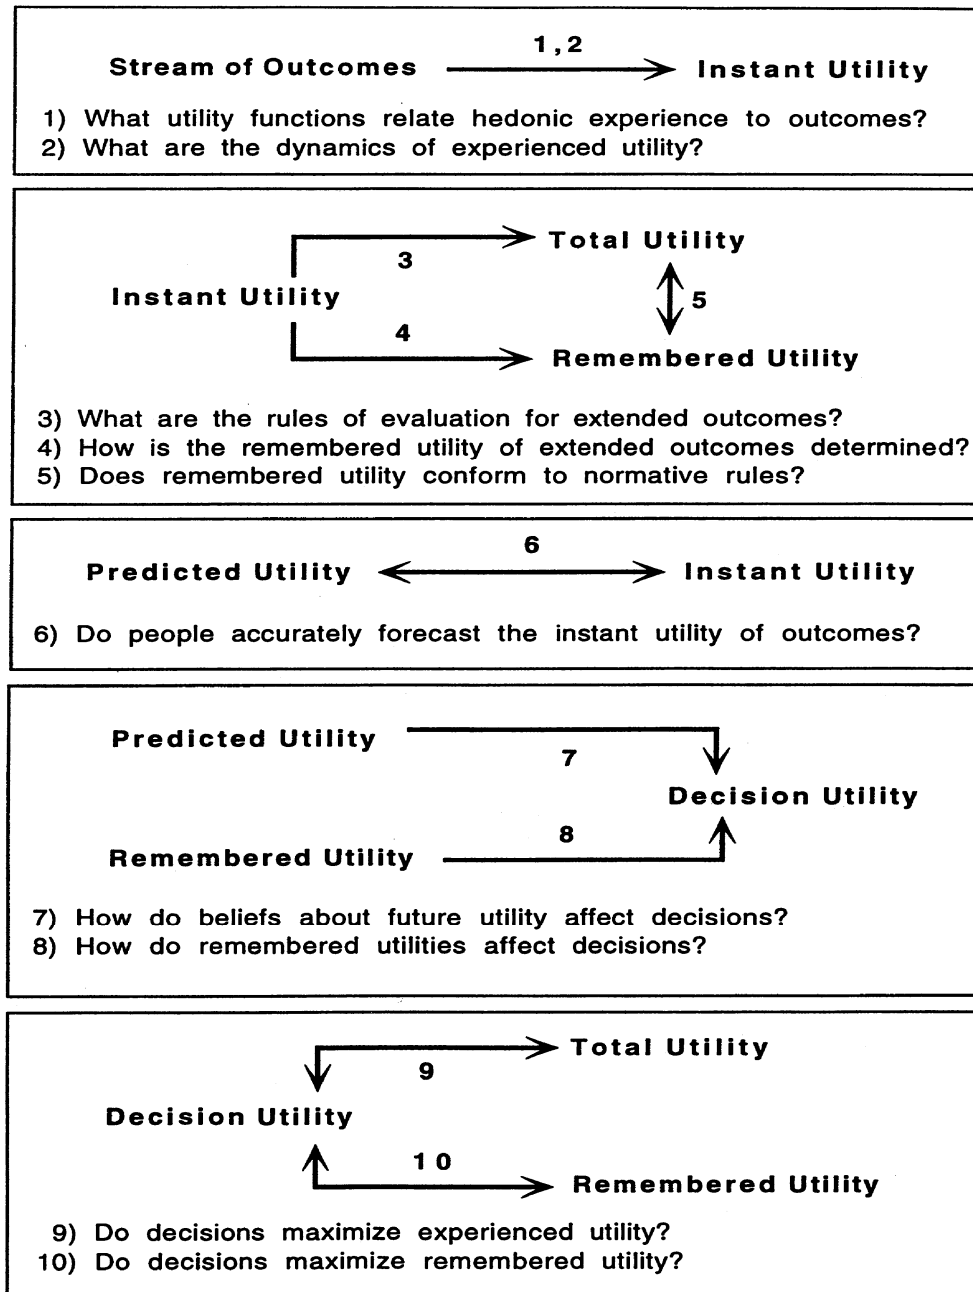 1,2
Stream of Outcomes Instant Utility
1) What utility functions relate hedonic experience to outcomes?
2) What are the dynamics of experienced utility?
Total Utility
3
Instant Utility 5
4
Remembered Utility
3) What are the rules of evaluation for extended outcomes?
4) How is the remembered utility of extended outcomes determined?
5) Does remembered utility conform to normative rules?
6
Predicted Utility Instant Utility
6) Do people accurately forecast the instant utility of outcomes?
Predicted Utility
7
Decision Utility
8
Remembered Utility
7) How do beliefs about future utility affect decisions?
8) How do remembered utilities affect decisions?
Total Utility
9
Decision Utility
10
Remembered Utility
9) Do decisions maximize experienced utility?
10) Do decisions maximize remembered utility?